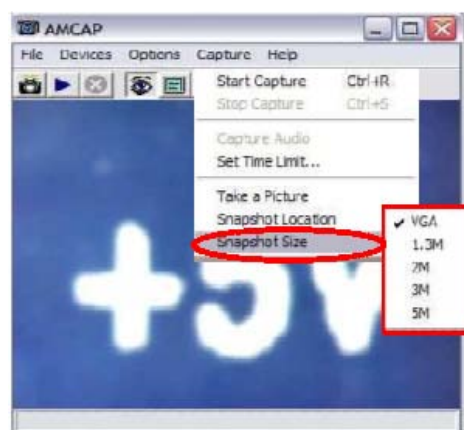 AMCAP
File Devices Options Capture Help
Start Capture Ctrl+R
Stop Capture Ctrl+S
Capture Audio
Set Time Limit...
Take a Picture
Snapshot Location
Snapshot Size
✔ VGA
1.3M
2M
3M
5M
+5V